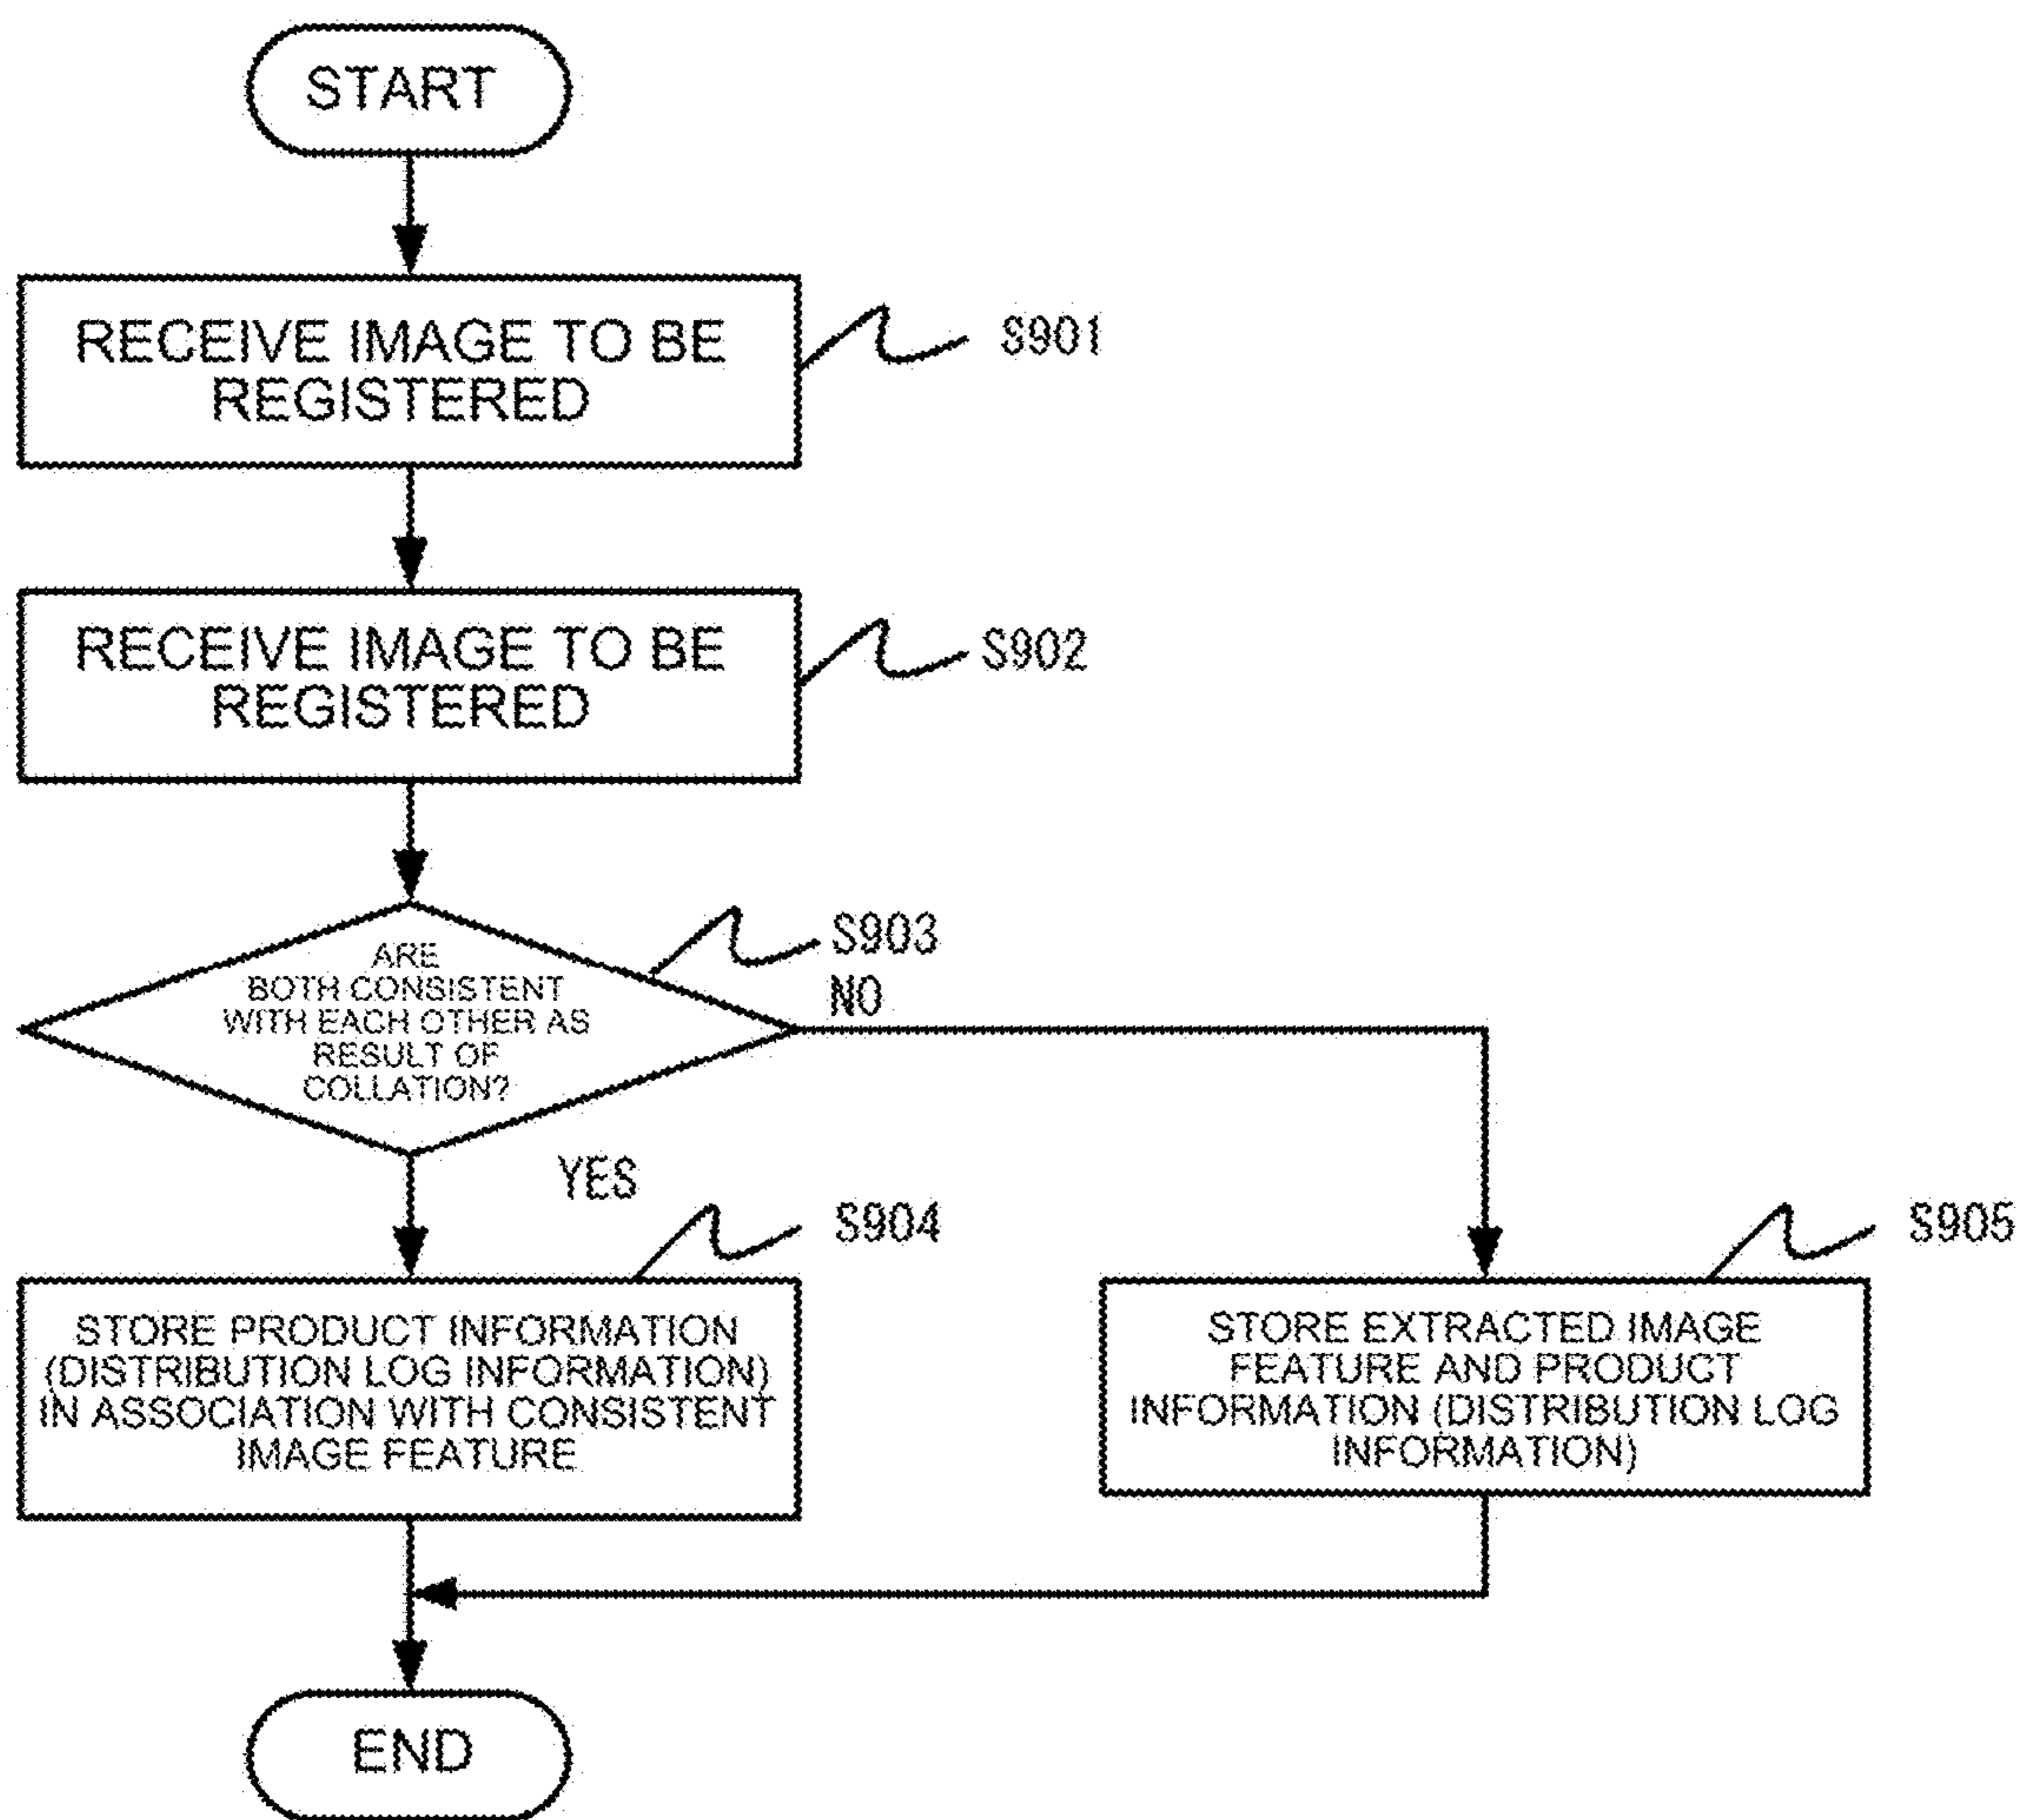 START
RECEIVE IMAGE TO BE
REGISTERED
S901
RECEIVE IMAGE TO BE
REGISTERED
S902
ARE
BOTH CONSISTENT
WITH EACH OTHER AS
RESULT OF
COLLATION?
S903
NO
YES
S904
STORE PRODUCT INFORMATION
(DISTRIBUTION LOG INFORMATION)
IN ASSOCIATION WITH CONSISTENT
IMAGE FEATURE
S905
STORE EXTRACTED IMAGE
FEATURE AND PRODUCT
INFORMATION (DISTRIBUTION LOG
INFORMATION)
END